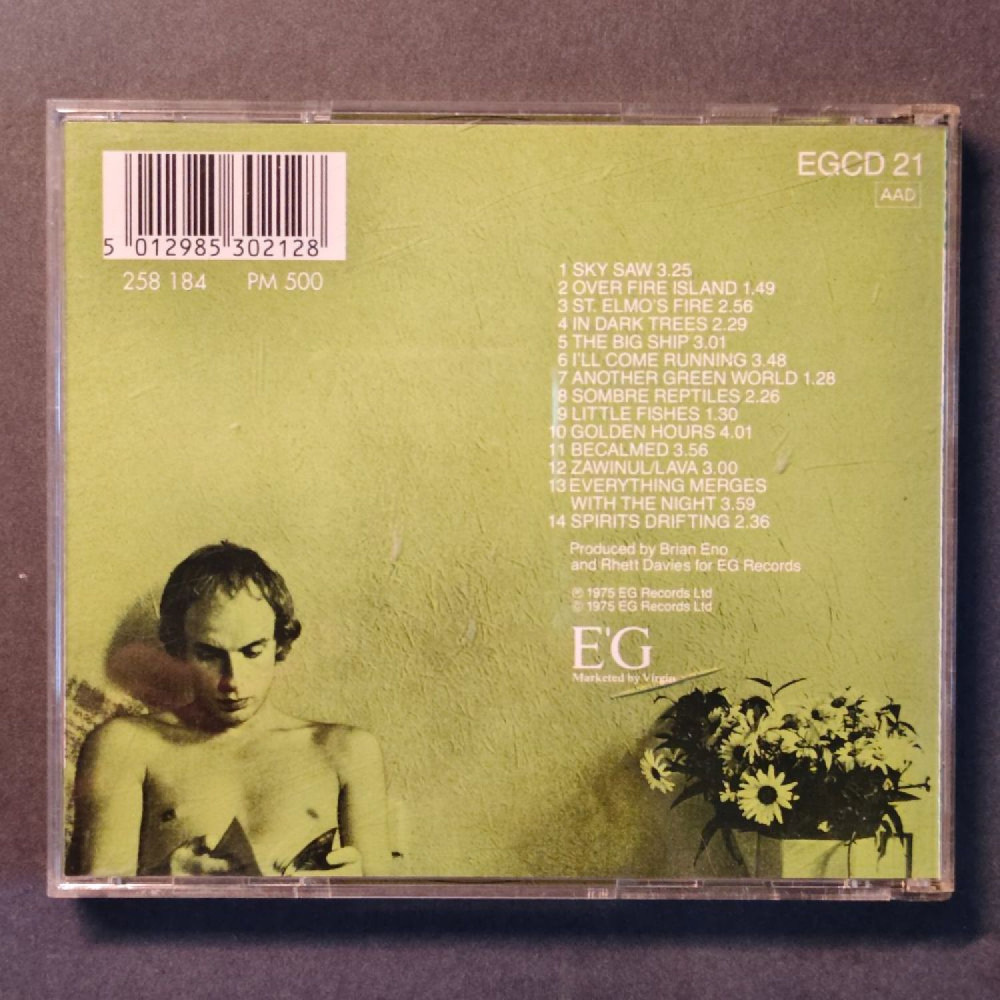 EGCD 21
AAD
5 012985 302128
258 184 PM 500
1 SKY SAW 3.25
2 OVER FIRE ISLAND 1.49
3 ST. ELMO'S FIRE 2.56
4 IN DARK TREES 2.29
5 THE BIG SHIP 3.01
6 I'LL COME RUNNING 3.48
7 ANOTHER GREEN WORLD 1.28
8 SOMBRE REPTILES 2.26
9 LITTLE FISHES 1.30
10 GOLDEN HOURS 4.01
11 BECALMED 3.56
12 ZAWINUL/LAVA 3.00
13 EVERYTHING MERGES
WITH THE NIGHT 3.59
14 SPIRITS DRIFTING 2.36
Produced by Brian Eno
and Rhett Davies for EG Records
℗ 1975 EG Records Ltd
© 1975 EG Records Ltd
E'G
Marketed by Virgin